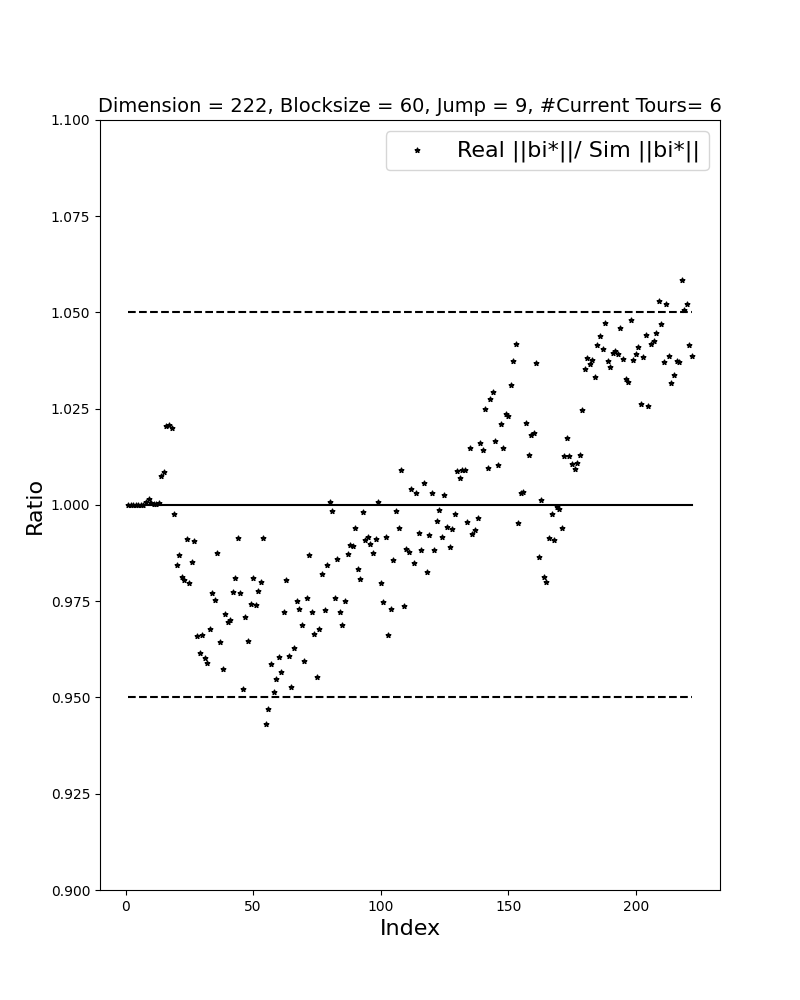 Dimension = 222, Blocksize = 60, Jump = 9, #Current Tours= 6
Real ||bi*||/ Sim ||bi*||
1.100
1.075
1.050
1.025
1.000
0.975
0.950
0.925
0.900
Ratio
0 50 100 150 200
Index